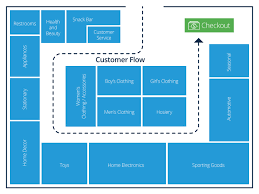 Restrooms
Health
and
Beauty
Snack Bar
Customer
Service
Checkout
Customer Flow
Appliances
Stationary
Home Decor
Women's
Clothing + Accessories
Boy's Clothing
Girl's Clothing
Men's Clothing
Hosiery
Seasonal
Automotive
Toys
Home Electronics
Sporting Goods